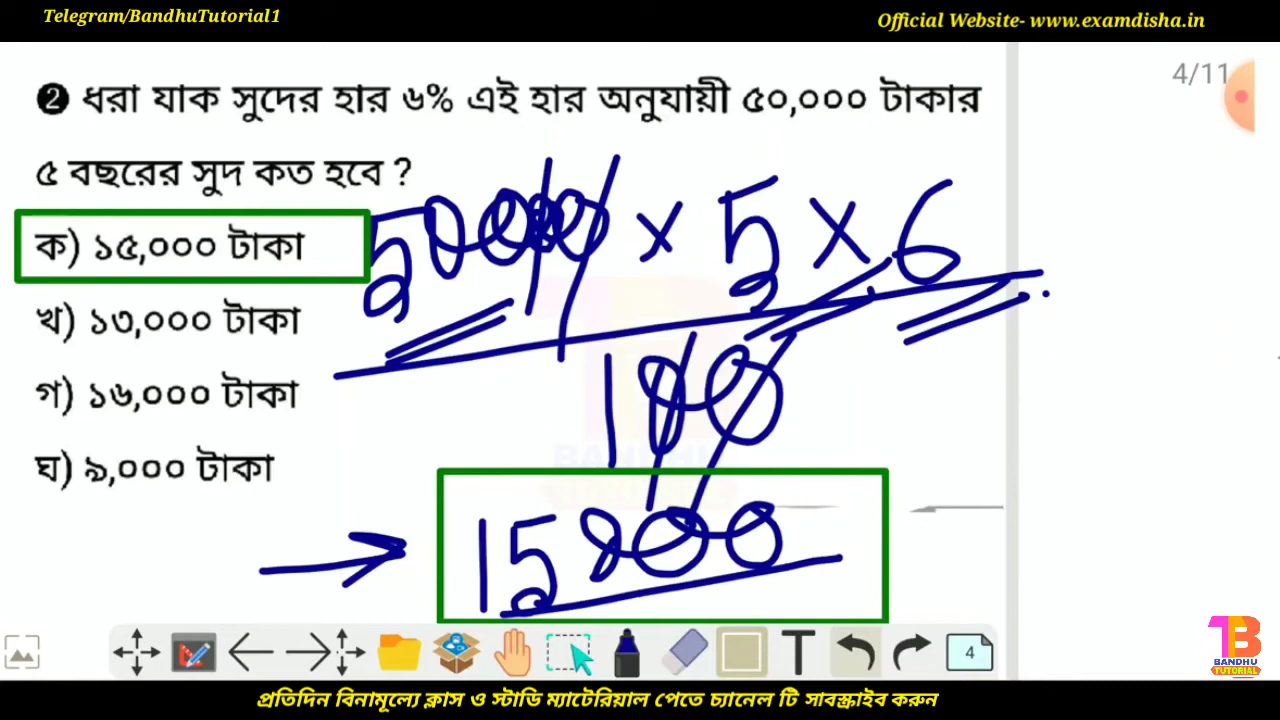 Telegram/BandhuTutorial1
Official Website- www.examdisha.in
4/11
❷ ধরা যাক সুদের হার ৬% এই হার অনুযায়ী ৫০,০০০ টাকার
৫ বছরের সুদ কত হবে ?
ক) ১৫,০০০ টাকা
50000 × 5 × 6
খ) ১৩,০০০ টাকা
100
গ) ১৬,০০০ টাকা
BANDHU
ঘ) ৯,০০০ টাকা
15000
T
4
TB
BANDHU
TUTORIAL
প্রতিদিন বিনামূল্যে ক্লাস ও স্টাডি ম্যাটেরিয়াল পেতে চ্যানেল টি সাবস্ক্রাইব করুন